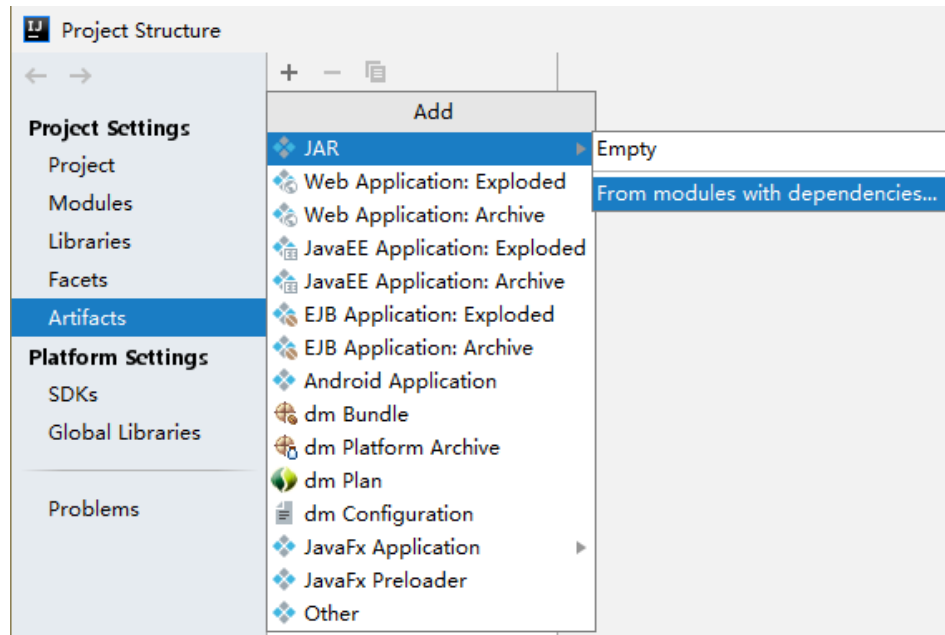 Project Structure
Project Settings
Project
Modules
Libraries
Facets
Artifacts
Platform Settings
SDKs
Global Libraries
Problems
Add
JAR
Web Application: Exploded
Web Application: Archive
JavaEE Application: Exploded
JavaEE Application: Archive
EJB Application: Exploded
EJB Application: Archive
Android Application
dm Bundle
dm Platform Archive
dm Plan
dm Configuration
JavaFx Application
JavaFx Preloader
Other
Empty
From modules with dependencies...